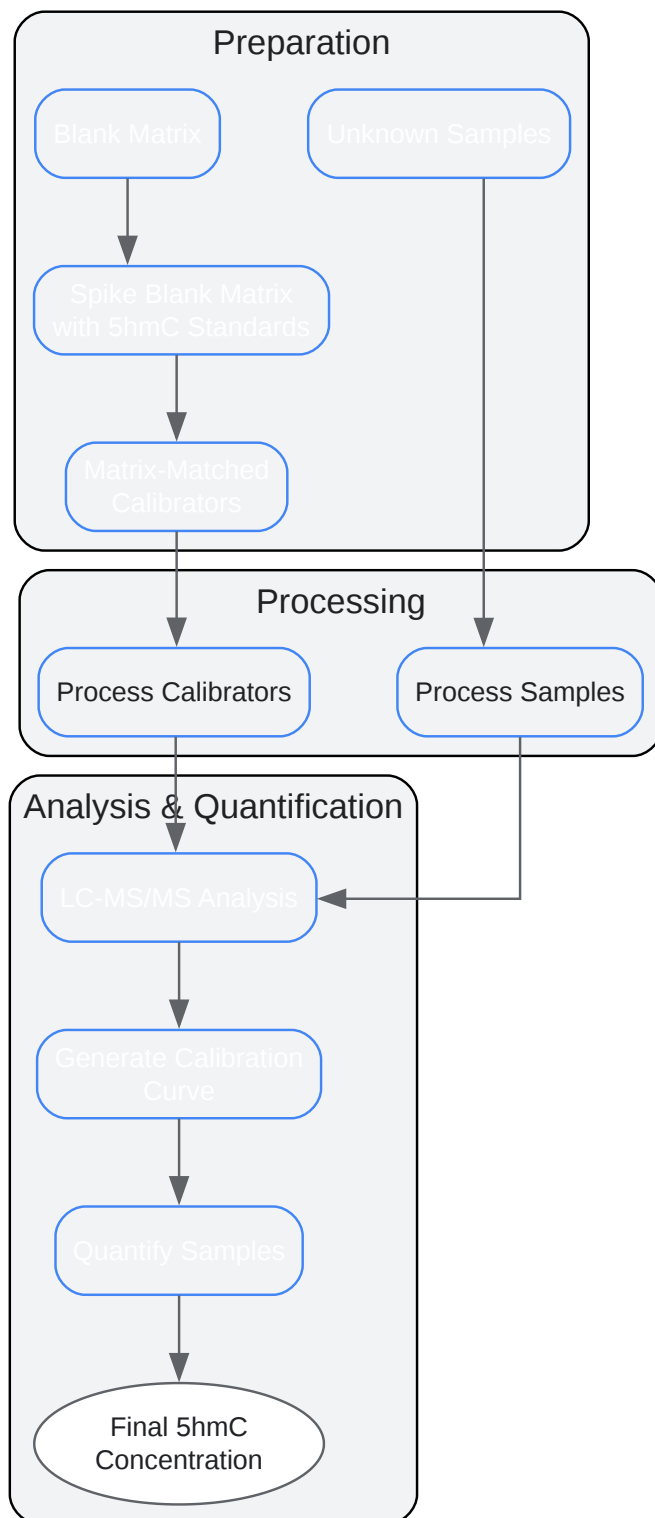 Preparation
Blank Matrix
Unknown Samples
Spike Blank Matrix
with 5hmC Standards
Matrix-Matched
Calibrators
Processing
Process Calibrators
Process Samples
Analysis & Quantification
LC-MS/MS Analysis
Generate Calibration
Curve
Quantify Samples
Final 5hmC
Concentration